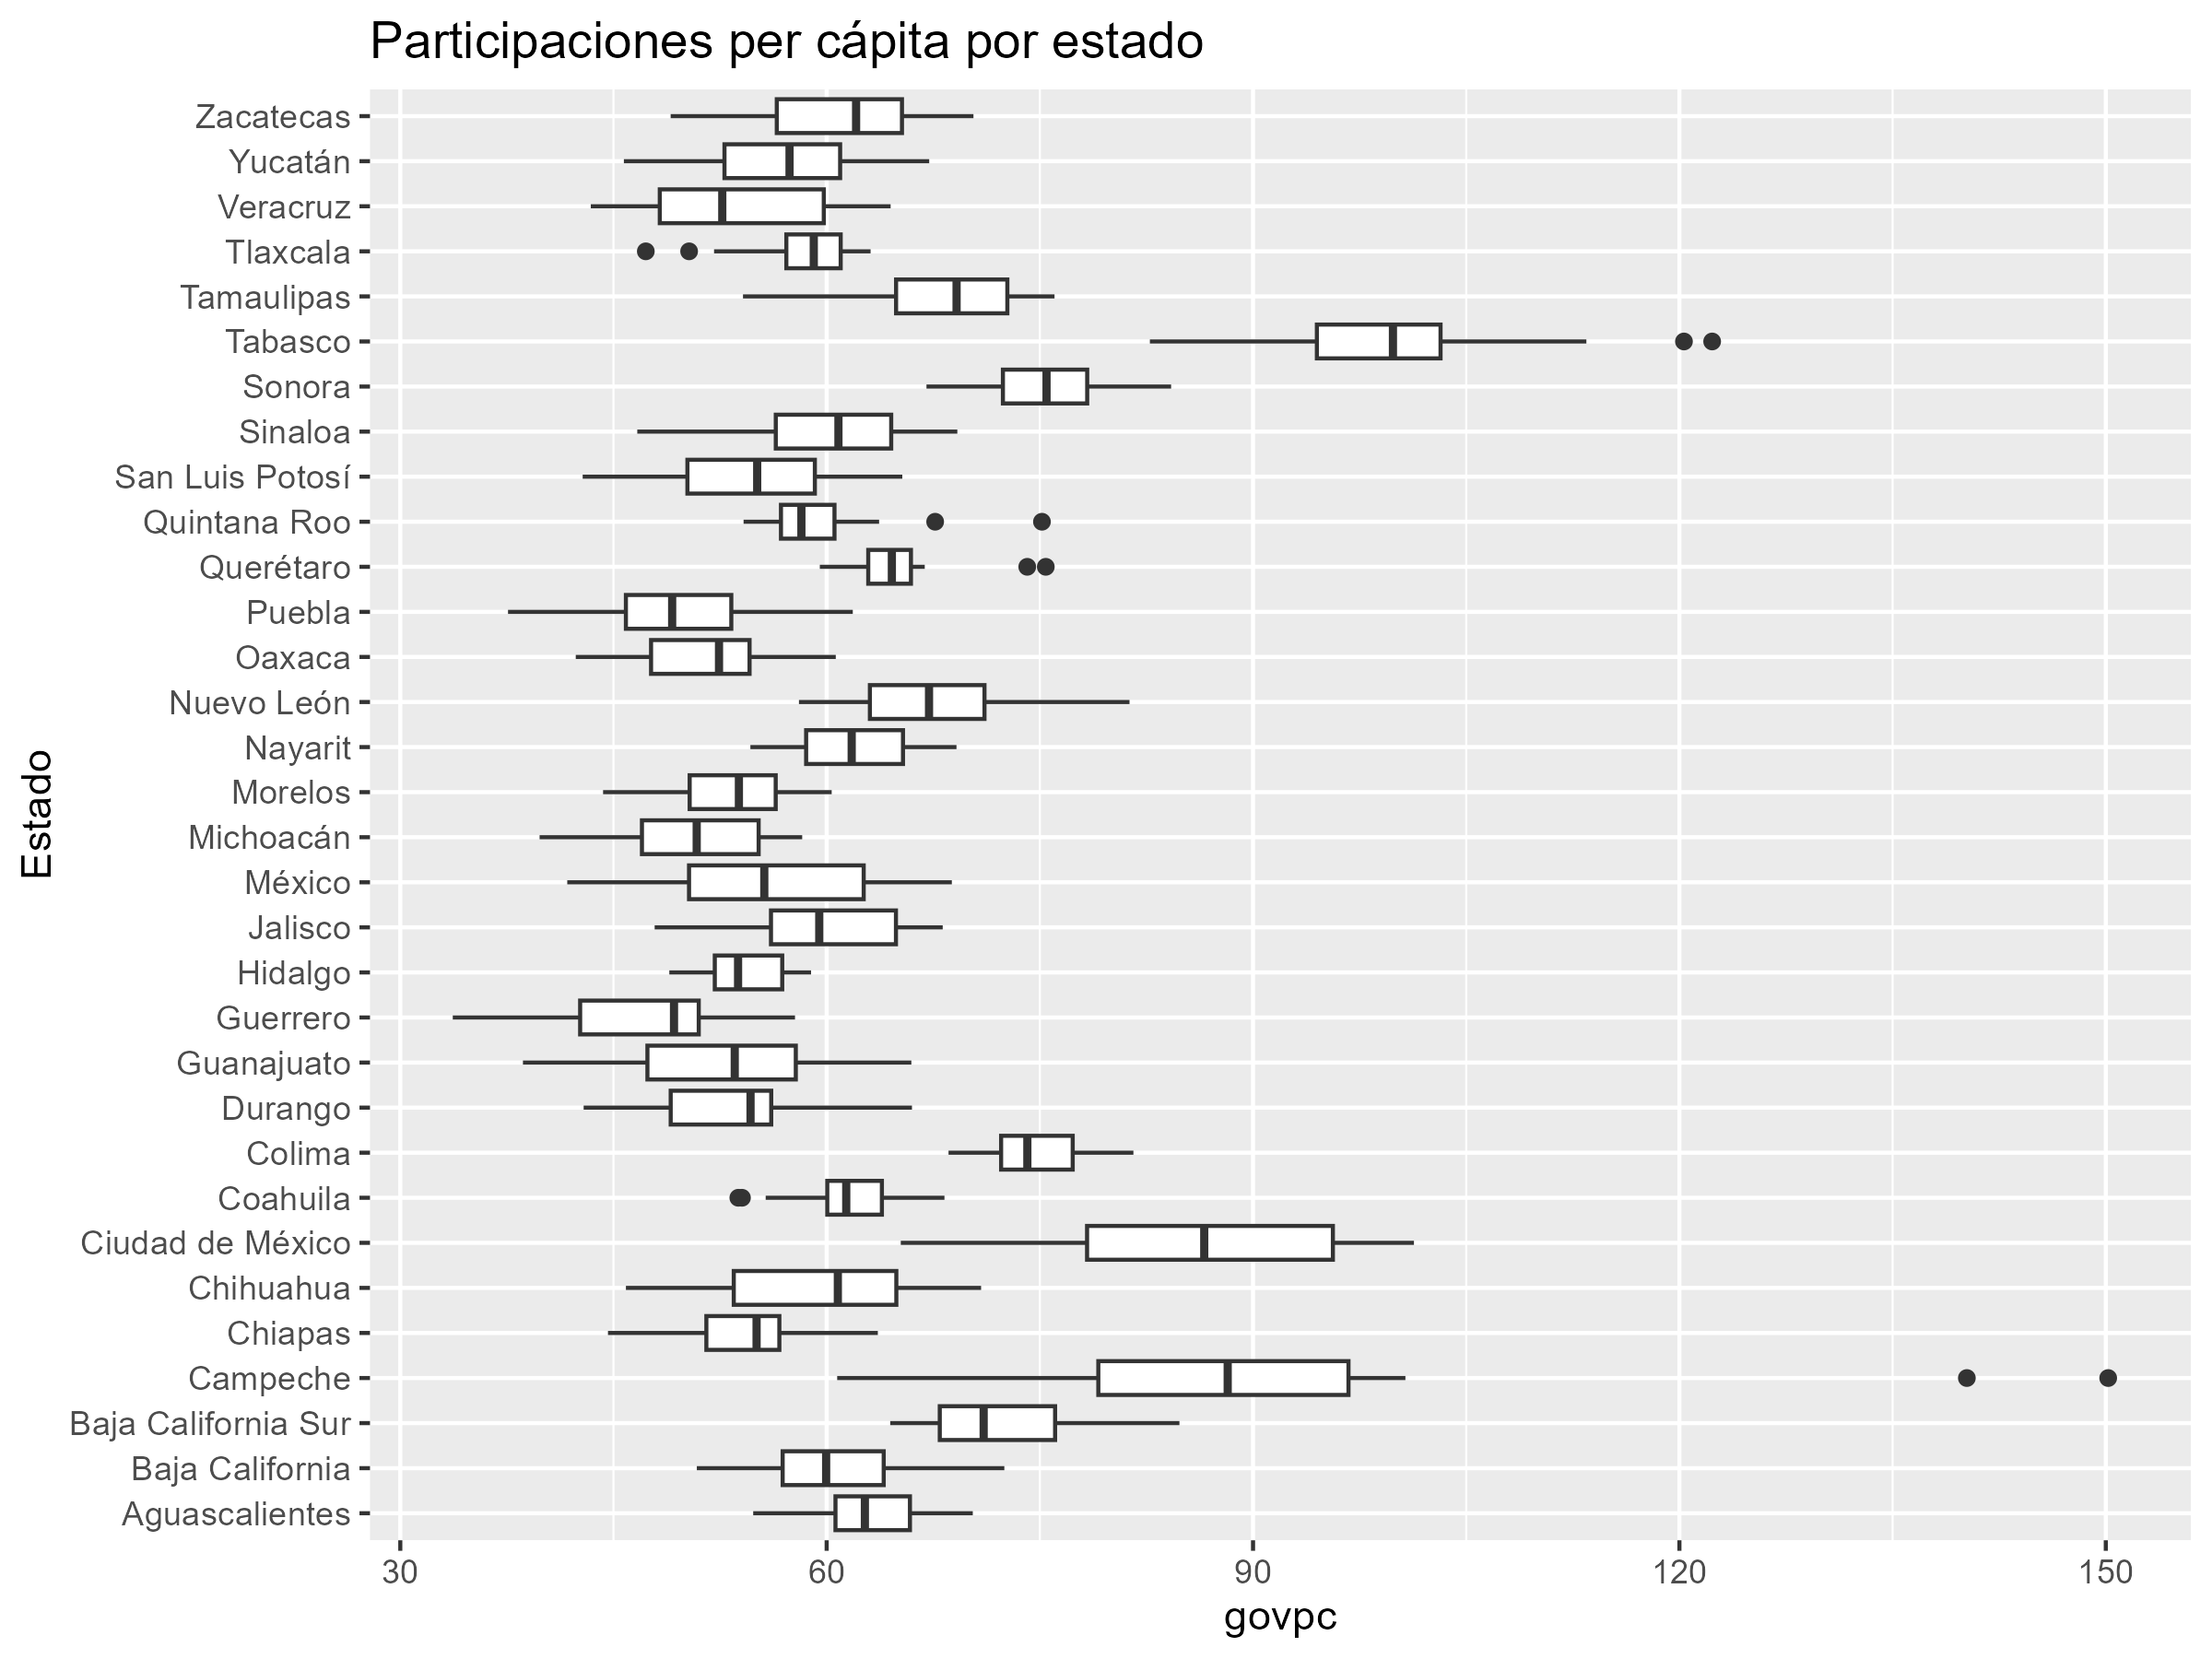 Participaciones per cápita por estado
Zacatecas
Yucatán
Veracruz
Tlaxcala
Tamaulipas
Tabasco
Sonora
Sinaloa
San Luis Potosí
Quintana Roo
Querétaro
Puebla
Oaxaca
Nuevo León
Nayarit
Morelos
Michoacán
México
Jalisco
Hidalgo
Guerrero
Guanajuato
Durango
Colima
Coahuila
Ciudad de México
Chihuahua
Chiapas
Campeche
Baja California Sur
Baja California
Aguascalientes
Estado
30 60 90 120 150
govpc